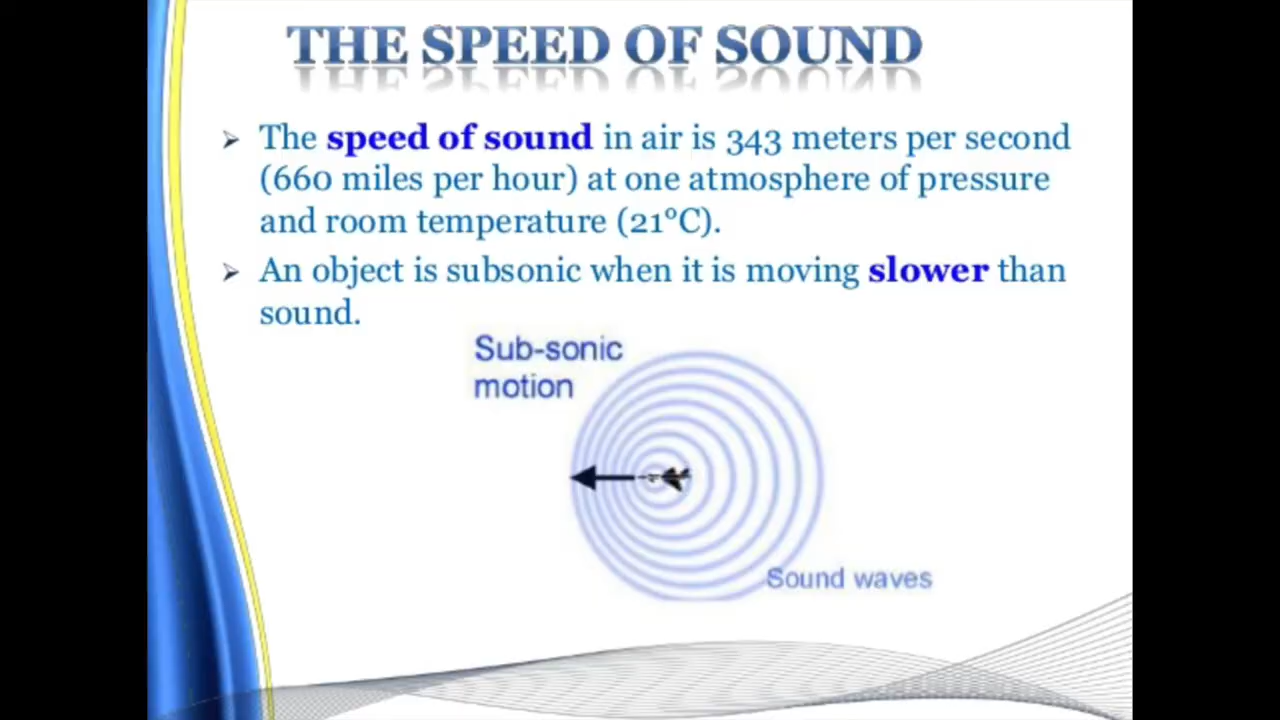 THE SPEED OF SOUND
The speed of sound in air is 343 meters per second
(660 miles per hour) at one atmosphere of pressure
and room temperature (21°C).
An object is subsonic when it is moving slower than
sound.
Sub-sonic
motion
Sound waves